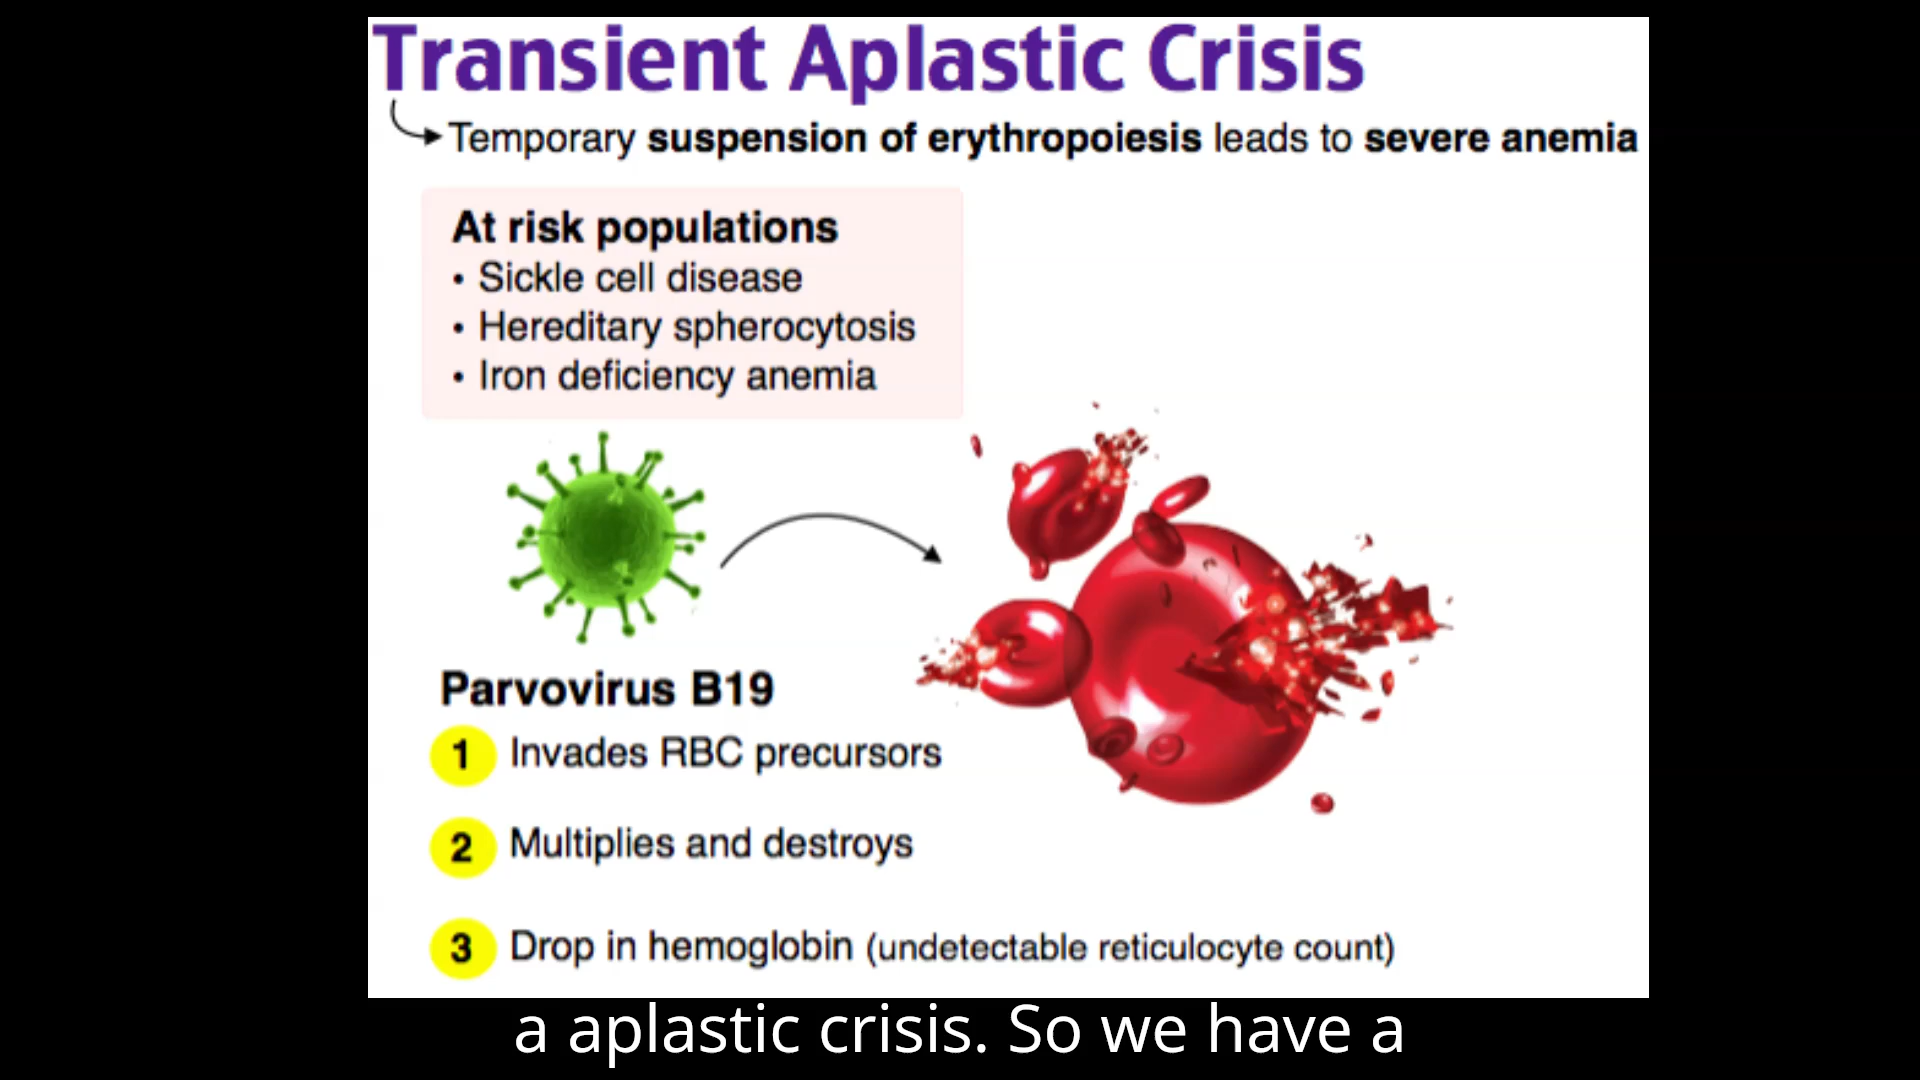 Transient Aplastic Crisis
Temporary suspension of erythropoiesis leads to severe anemia
At risk populations
• Sickle cell disease
• Hereditary spherocytosis
• Iron deficiency anemia
Parvovirus B19
1 Invades RBC precursors
2 Multiplies and destroys
3 Drop in hemoglobin (undetectable reticulocyte count)
a aplastic crisis. So we have a